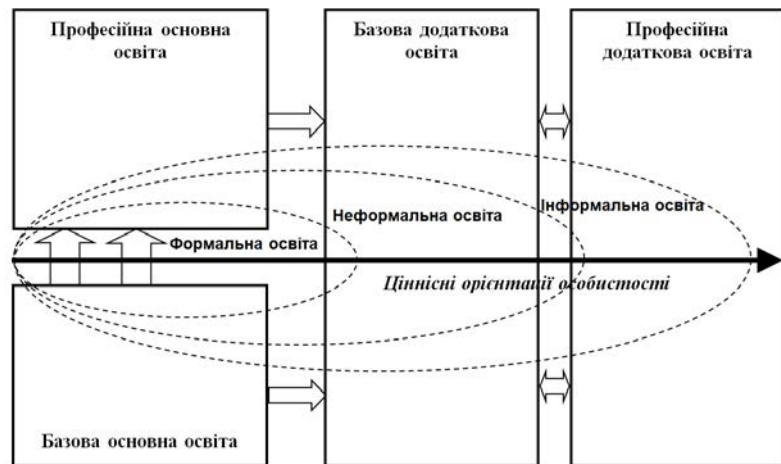 Професійна основна
освіта
Базова додаткова
освіта
Професійна
додаткова освіта
Неформальна освіта
Інформальна освіта
Формальна освіта
Ціннісні орієнтації особистості
Базова основна освіта